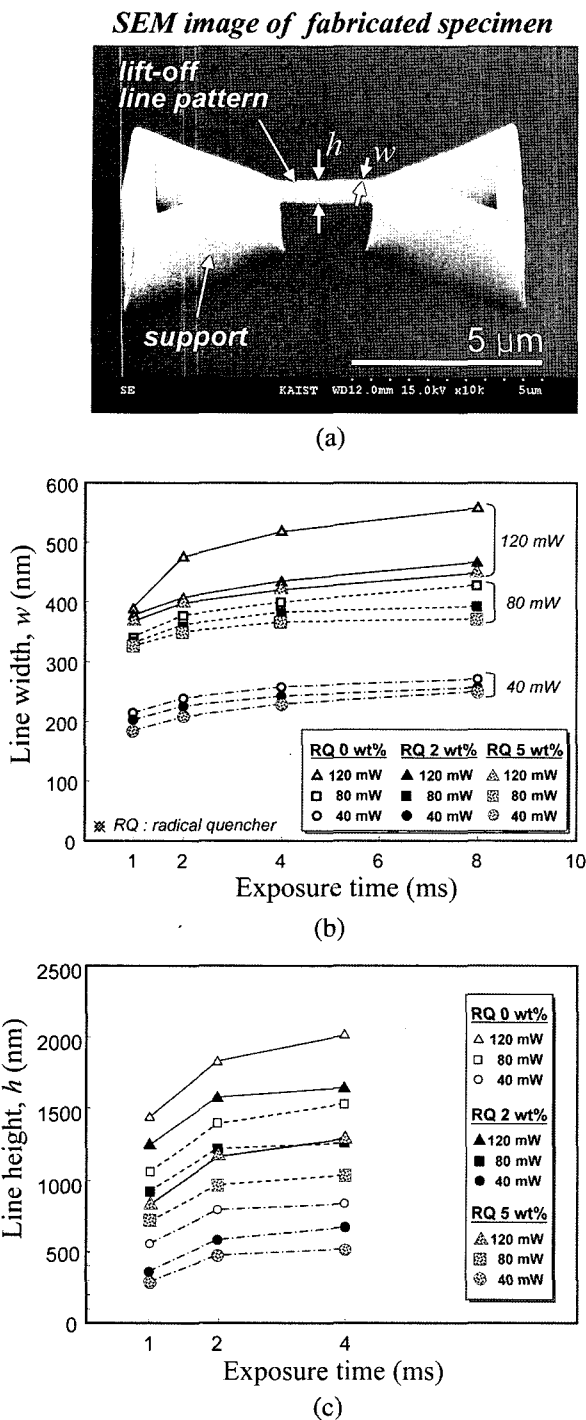 SEM image of fabricated specimen
lift-off
line pattern
h
w
support
5 μm
SE KAIST WD12.0mm 15.0kV x10k 5um
(a)
600
500
400
300
200
100
0
Line width, w (nm)
120 mW
80 mW
40 mW
RQ 0 wt% RQ 2 wt% RQ 5 wt%
120 mW 120 mW 120 mW
80 mW 80 mW 80 mW
40 mW 40 mW 40 mW
※ RQ : radical quencher
1 2 4 6 8 10
Exposure time (ms)
(b)
2500
2000
1500
1000
500
0
Line height, h (nm)
RQ 0 wt%
120 mW
80 mW
40 mW
RQ 2 wt%
120 mW
80 mW
40 mW
RQ 5 wt%
120 mW
80 mW
40 mW
1 2 4
Exposure time (ms)
(c)